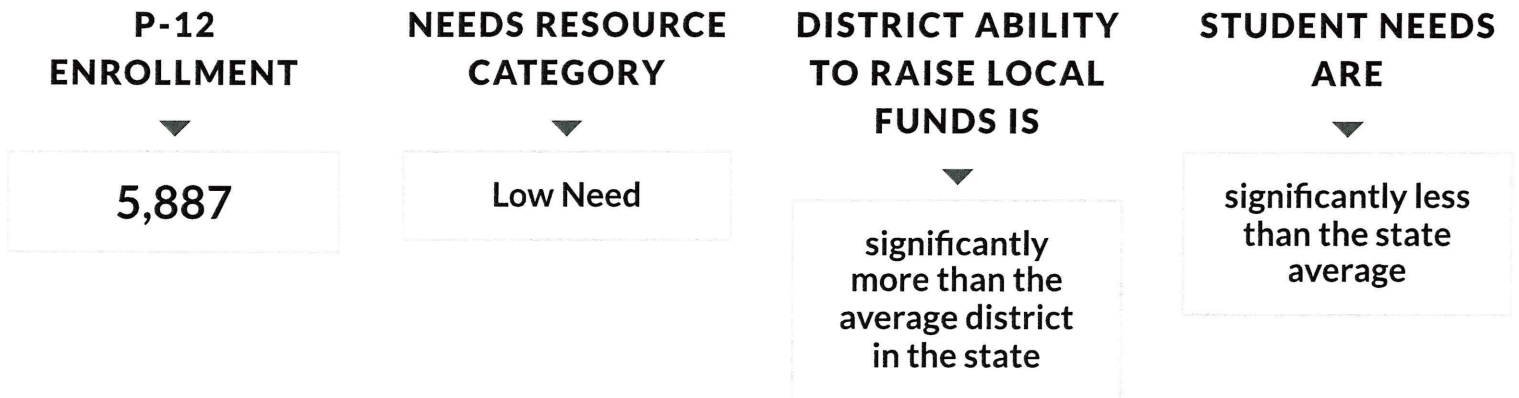 P-12
ENROLLMENT
5,887
NEEDS RESOURCE
CATEGORY
Low Need
DISTRICT ABILITY
TO RAISE LOCAL
FUNDS IS
significantly
more than the
average district
in the state
STUDENT NEEDS
ARE
significantly less
than the state
average